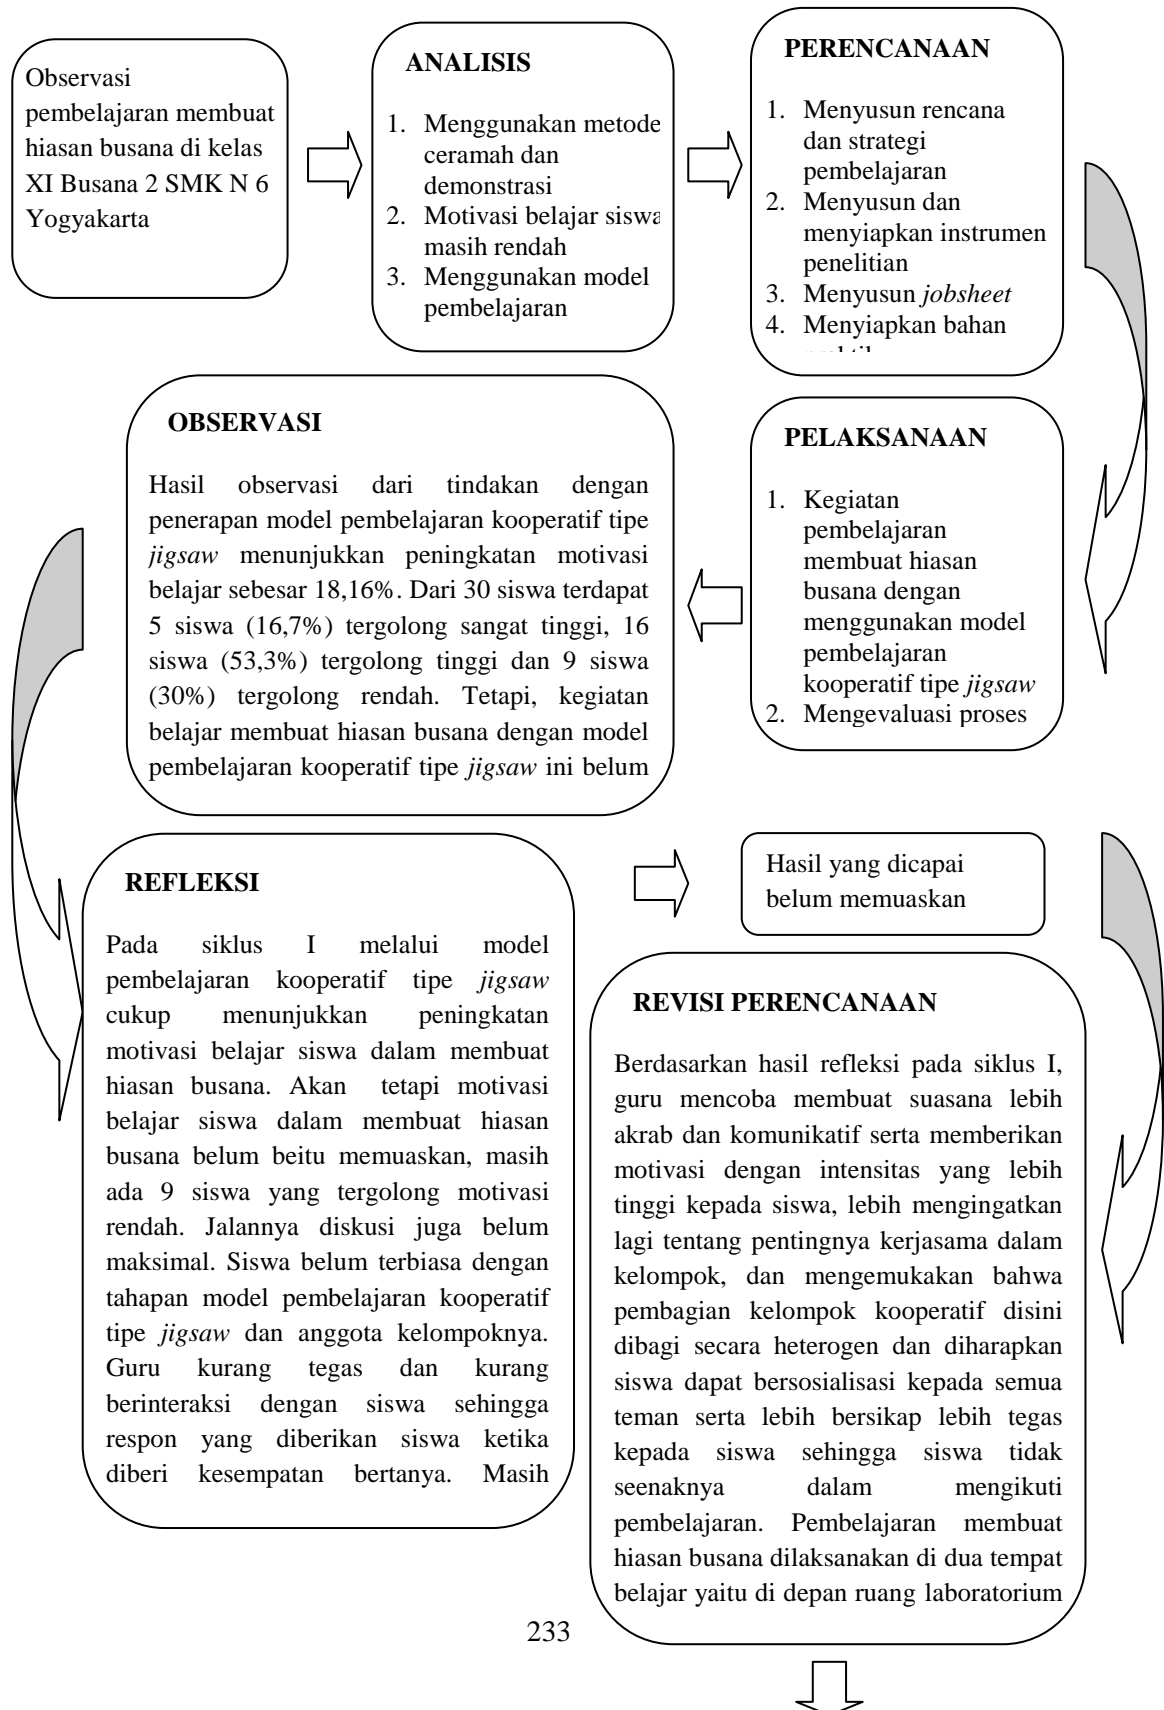 Observasi
pembelajaran membuat
hiasan busana di kelas
XI Busana 2 SMK N 6
Yogyakarta
ANALISIS
1. Menggunakan metode
ceramah dan
demonstrasi
2. Motivasi belajar siswa
masih rendah
3. Menggunakan model
pembelajaran
PERENCANAAN
1. Menyusun rencana
dan strategi
pembelajaran
2. Menyusun dan
menyiapkan instrumen
penelitian
3. Menyusun jobsheet
4. Menyiapkan bahan
PELAKSANAAN
1. Kegiatan
pembelajaran
membuat hiasan
busana dengan
menggunakan model
pembelajaran
kooperatif tipe jigsaw
2. Mengevaluasi proses
OBSERVASI
Hasil observasi dari tindakan dengan
penerapan model pembelajaran kooperatif tipe
jigsaw menunjukkan peningkatan motivasi
belajar sebesar 18,16%. Dari 30 siswa terdapat
5 siswa (16,7%) tergolong sangat tinggi, 16
siswa (53,3%) tergolong tinggi dan 9 siswa
(30%) tergolong rendah. Tetapi, kegiatan
belajar membuat hiasan busana dengan model
pembelajaran kooperatif tipe jigsaw ini belum
REFLEKSI
Pada siklus I melalui model
pembelajaran kooperatif tipe jigsaw
cukup menunjukkan peningkatan
motivasi belajar siswa dalam membuat
hiasan busana. Akan tetapi motivasi
belajar siswa dalam membuat hiasan
busana belum beitu memuaskan, masih
ada 9 siswa yang tergolong motivasi
rendah. Jalannya diskusi juga belum
maksimal. Siswa belum terbiasa dengan
tahapan model pembelajaran kooperatif
tipe jigsaw dan anggota kelompoknya.
Guru kurang tegas dan kurang
berinteraksi dengan siswa sehingga
respon yang diberikan siswa ketika
diberi kesempatan bertanya. Masih
Hasil yang dicapai
belum memuaskan
REVISI PERENCANAAN
Berdasarkan hasil refleksi pada siklus I,
guru mencoba membuat suasana lebih
akrab dan komunikatif serta memberikan
motivasi dengan intensitas yang lebih
tinggi kepada siswa, lebih mengingatkan
lagi tentang pentingnya kerjasama dalam
kelompok, dan mengemukakan bahwa
pembagian kelompok kooperatif disini
dibagi secara heterogen dan diharapkan
siswa dapat bersosialisasi kepada semua
teman serta lebih bersikap lebih tegas
kepada siswa sehingga siswa tidak
seenaknya dalam mengikuti
pembelajaran. Pembelajaran membuat
hiasan busana dilaksanakan di dua tempat
belajar yaitu di depan ruang laboratorium
233